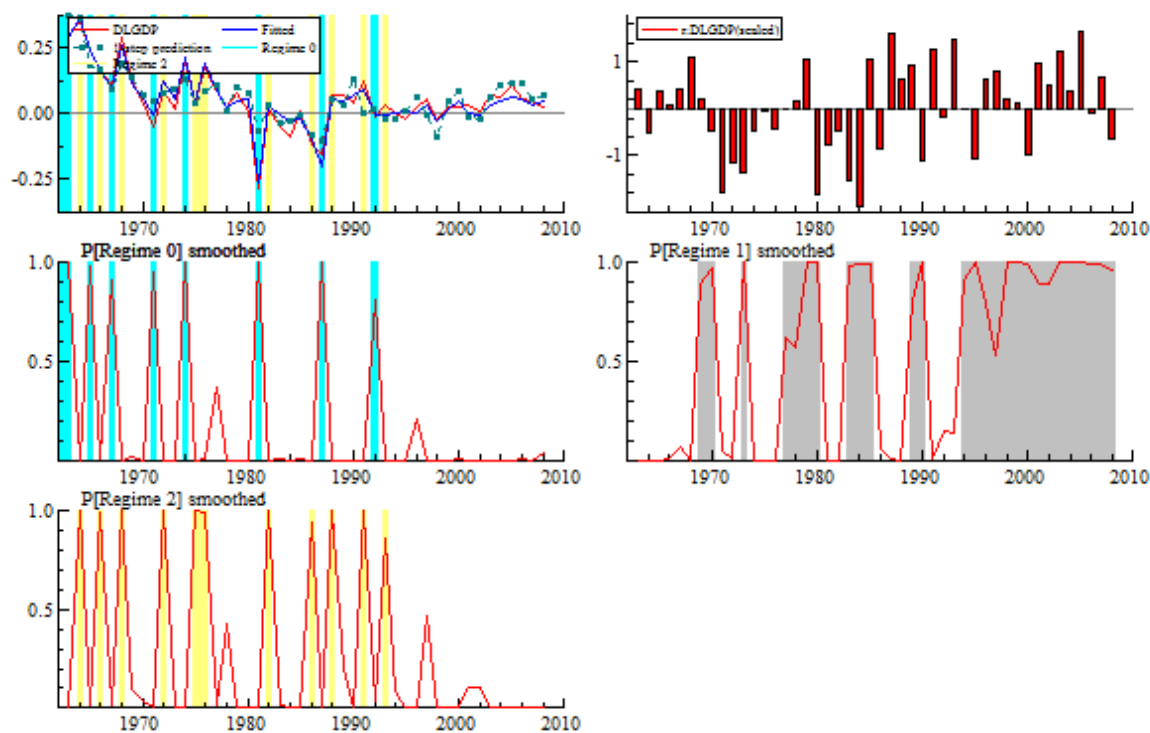 DLGDP Fitted
1-step prediction Regime 0
Regime 2
0.25
0.00
-0.25
1970 1980 1990 2000 2010
r:DLGDP(scaled)
1
-1
1970 1980 1990 2000 2010
P[Regime 0] smoothed
1.0
0.5
1970 1980 1990 2000 2010
P[Regime 1] smoothed
1.0
0.5
1970 1980 1990 2000 2010
P[Regime 2] smoothed
1.0
0.5
1970 1980 1990 2000 2010